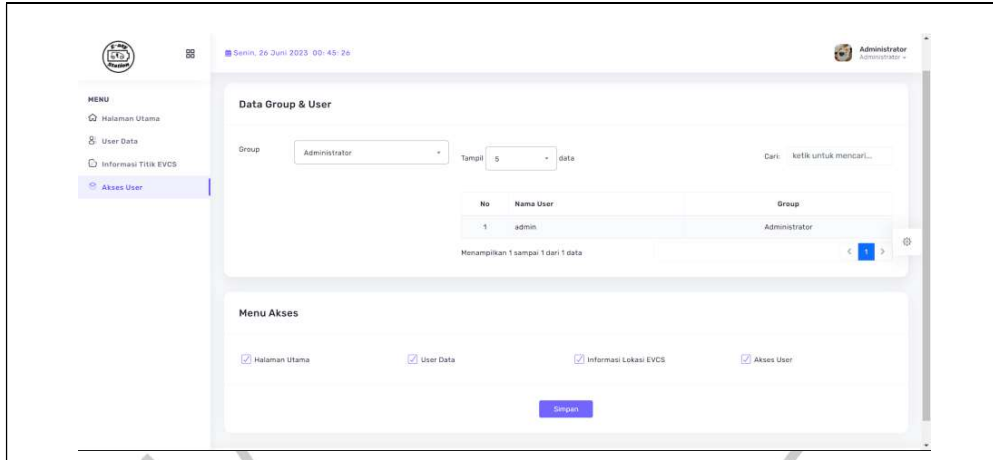 Station
Senin, 26 Juni 2023 00: 45: 26
Administrator
Administrator
MENU
Halaman Utama
User Data
Informasi Titik EVCS
Akses User
Data Group & User
Group
Administrator
Tampil 5 data
Cari: ketik untuk mencari...
No Nama User Group
1 admin Administrator
Menampilkan 1 sampai 1 dari 1 data
< 1 >
Menu Akses
Halaman Utama
User Data
Informasi Lokasi EVCS
Akses User
Simpan